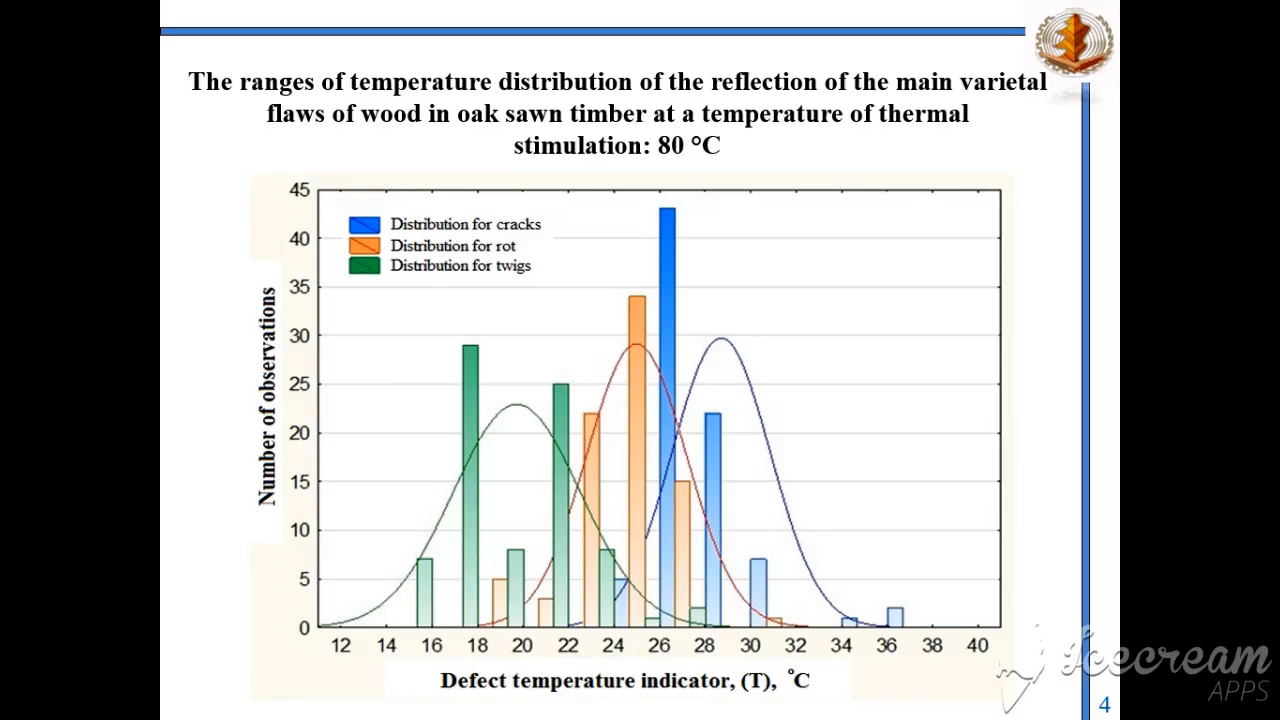 The ranges of temperature distribution of the reflection of the main varietal
flaws of wood in oak sawn timber at a temperature of thermal
stimulation: 80 °C
45
40
35
30
25
20
15
10
5
0
Distribution for cracks
Distribution for rot
Distribution for twigs
Number of observations
12 14 16 18 20 22 24 26 28 30 32 34 36 38 40
Defect temperature indicator, (T), °C
Icecream
APPS
4